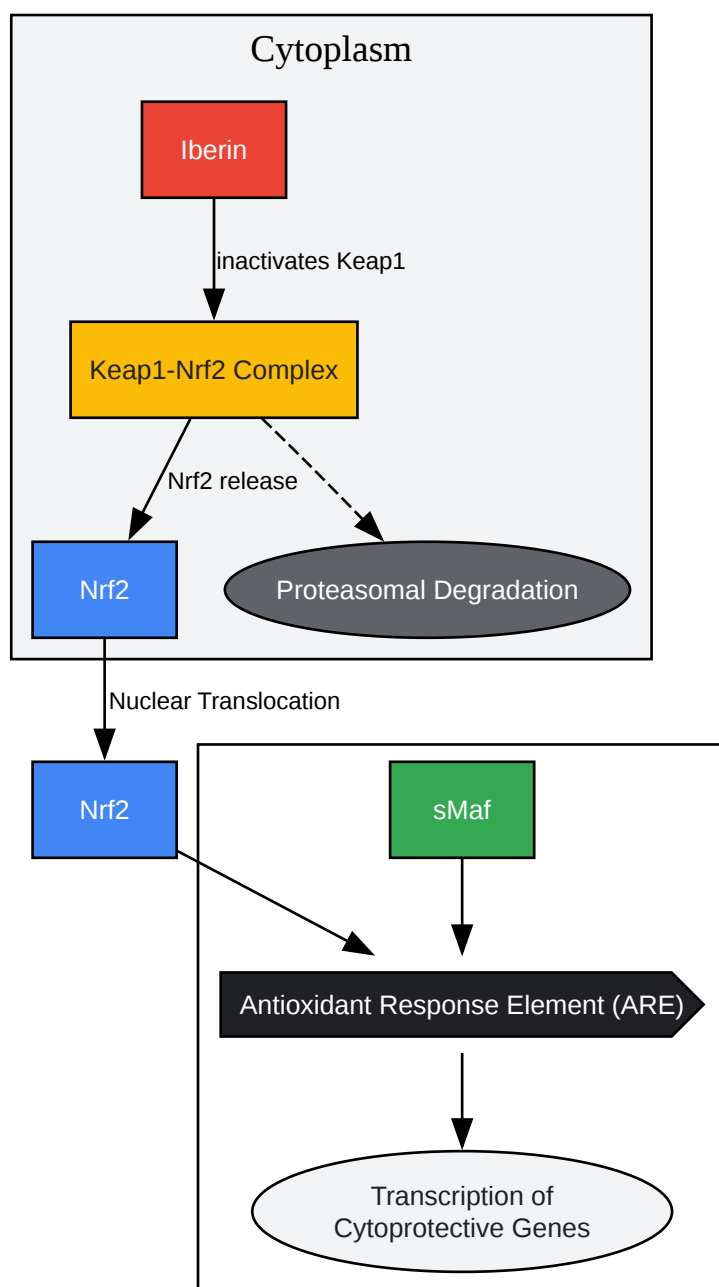 Cytoplasm
Iberin
inactivates Keap1
Keap1-Nrf2 Complex
Nrf2 release
Nrf2
Proteasomal Degradation
Nuclear Translocation
Nrf2
sMaf
Antioxidant Response Element (ARE)
Transcription of
Cytoprotective Genes